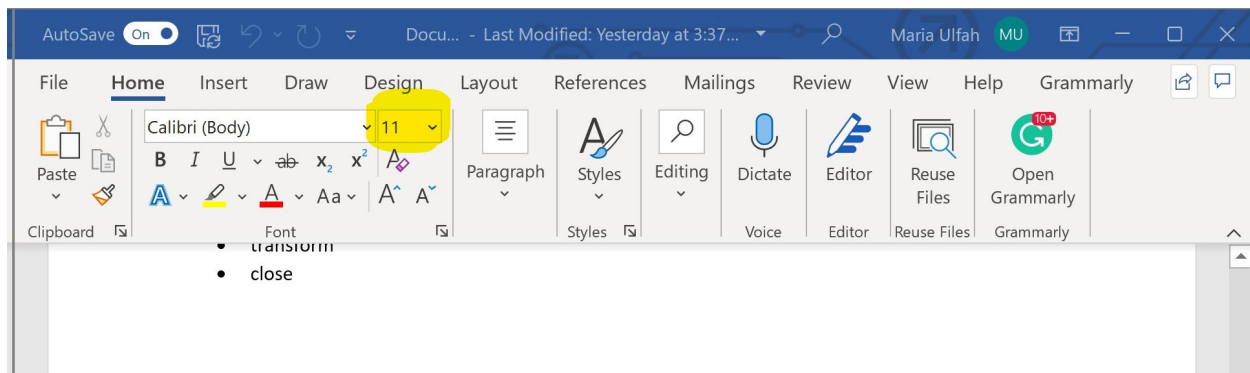 AutoSave On Docu... - Last Modified: Yesterday at 3:37... Maria Ulfah MU
File Home Insert Draw Design Layout References Mailings Review View Help Grammarly
Calibri (Body) 11
B I U ab x₂ x² A
A A Aa A A
Paste Paragraph Styles Editing Dictate Editor Reuse Files Open Grammarly
10+ G
Clipboard Font Styles Voice Editor Reuse Files Grammarly
• transform
• close